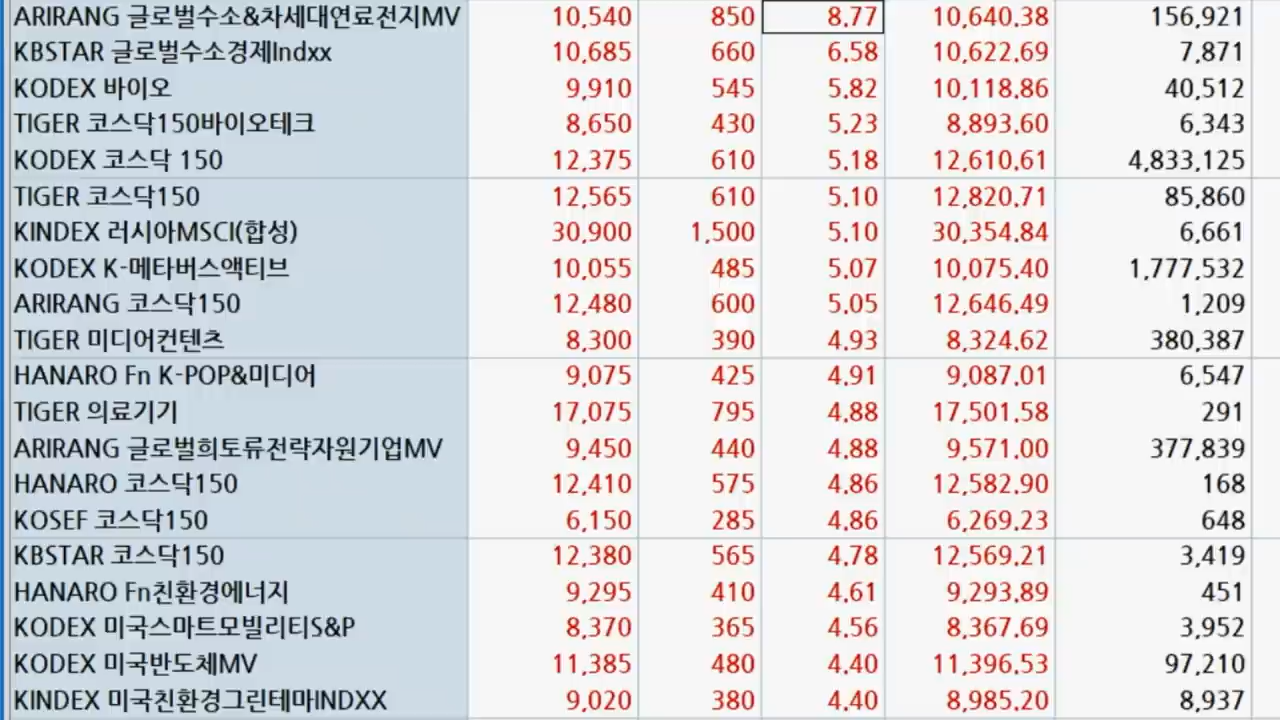 ARIRANG 글로벌수소&차세대연료전지MV 10,540 850 8.77 10,640.38 156,921
KBSTAR 글로벌수소경제Indxx 10,685 660 6.58 10,622.69 7,871
KODEX 바이오 9,910 545 5.82 10,118.86 40,512
TIGER 코스닥150바이오테크 8,650 430 5.23 8,893.60 6,343
KODEX 코스닥 150 12,375 610 5.18 12,610.61 4,833,125
TIGER 코스닥150 12,565 610 5.10 12,820.71 85,860
KINDEX 러시아MSCI(합성) 30,900 1,500 5.10 30,354.84 6,661
KODEX K-메타버스액티브 10,055 485 5.07 10,075.40 1,777,532
ARIRANG 코스닥150 12,480 600 5.05 12,646.49 1,209
TIGER 미디어컨텐츠 8,300 390 4.93 8,324.62 380,387
HANARO Fn K-POP&미디어 9,075 425 4.91 9,087.01 6,547
TIGER 의료기기 17,075 795 4.88 17,501.58 291
ARIRANG 글로벌희토류전략자원기업MV 9,450 440 4.88 9,571.00 377,839
HANARO 코스닥150 12,410 575 4.86 12,582.90 168
KOSEF 코스닥150 6,150 285 4.86 6,269.23 648
KBSTAR 코스닥150 12,380 565 4.78 12,569.21 3,419
HANARO Fn친환경에너지 9,295 410 4.61 9,293.89 451
KODEX 미국스마트모빌리티S&P 8,370 365 4.56 8,367.69 3,952
KODEX 미국반도체MV 11,385 480 4.40 11,396.53 97,210
KINDEX 미국친환경그린테마INDXX 9,020 380 4.40 8,985.20 8,937